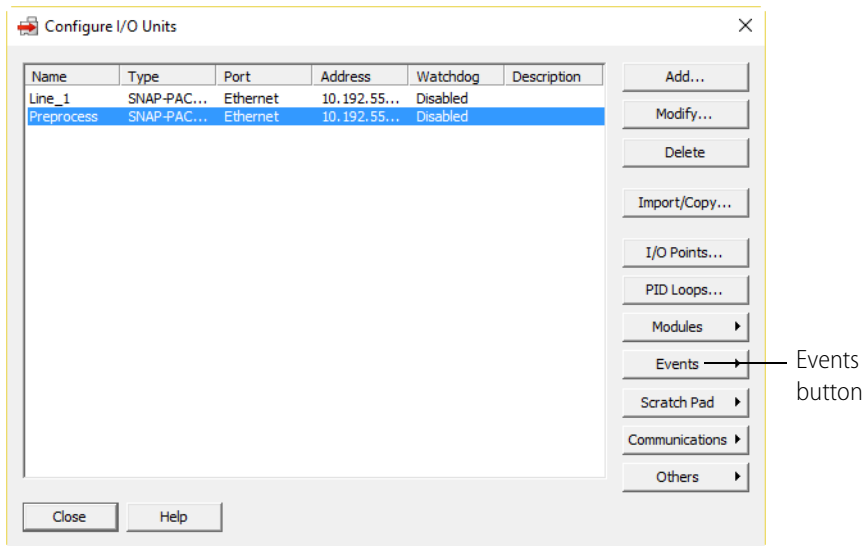 Configure I/O Units
Name Type Port Address Watchdog Description
Line_1 SNAP-PAC... Ethernet 10.192.55... Disabled
Preprocess SNAP-PAC... Ethernet 10.192.55... Disabled
Add...
Modify...
Delete
Import/Copy...
I/O Points...
PID Loops...
Modules
Events
Scratch Pad
Communications
Others
Events
button
Close Help